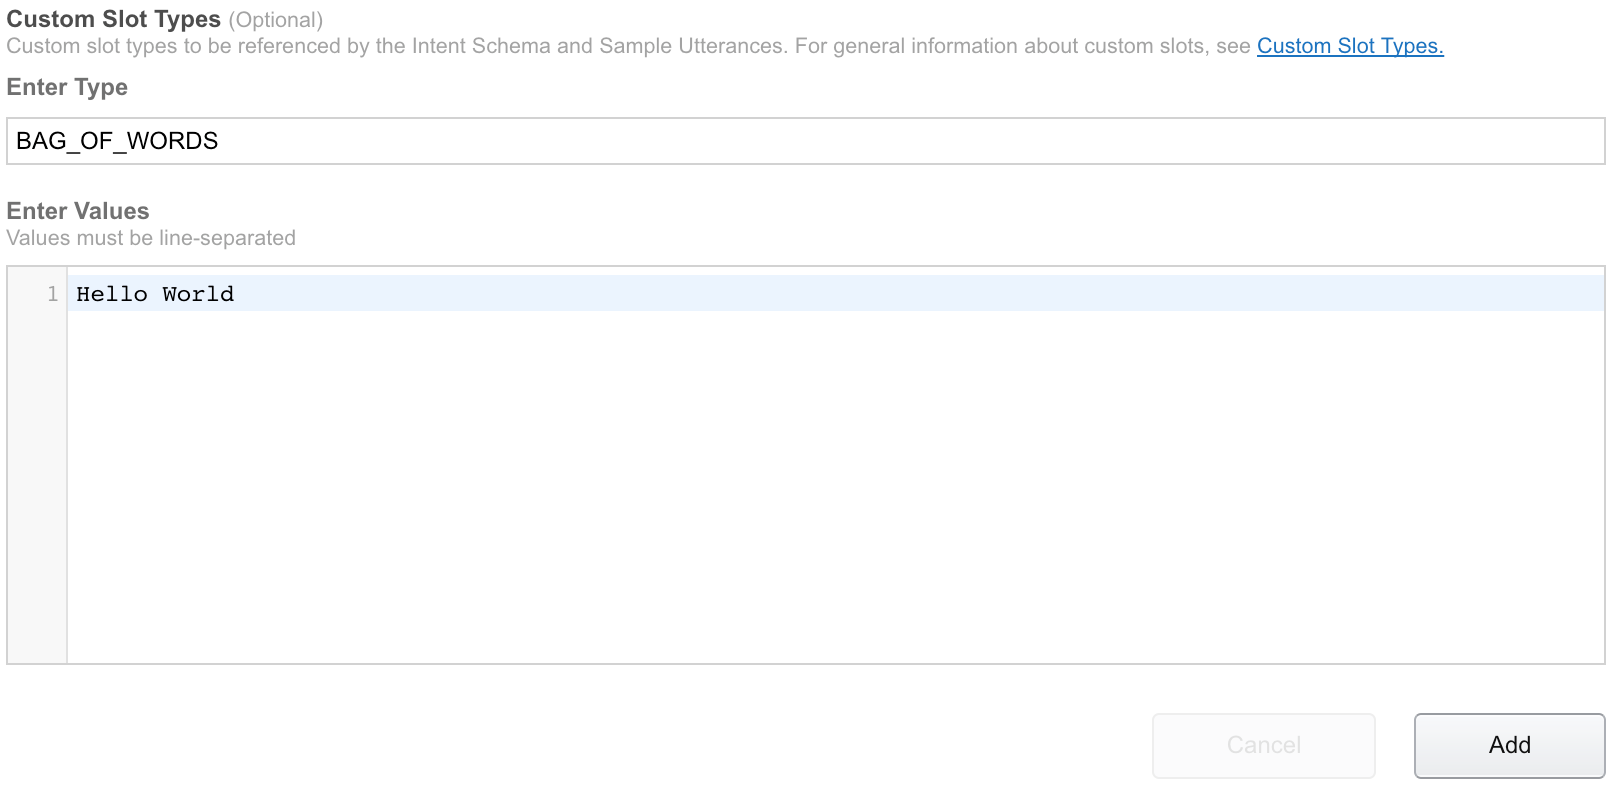 Custom Slot Types (Optional)
Custom slot types to be referenced by the Intent Schema and Sample Utterances. For general information about custom slots, see Custom Slot Types.
Enter Type
BAG_OF_WORDS
Enter Values
Values must be line-separated
1 Hello World
Cancel Add